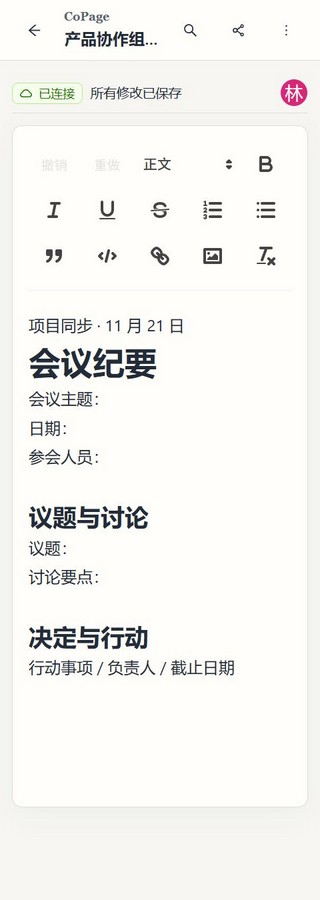 CoPage
产品协作组...
已连接 所有修改已保存 林
撤销 重做 正文
项目同步 · 11 月 21 日
会议纪要
会议主题：
日期：
参会人员：
议题与讨论
议题：
讨论要点：
决定与行动
行动事项 / 负责人 / 截止日期